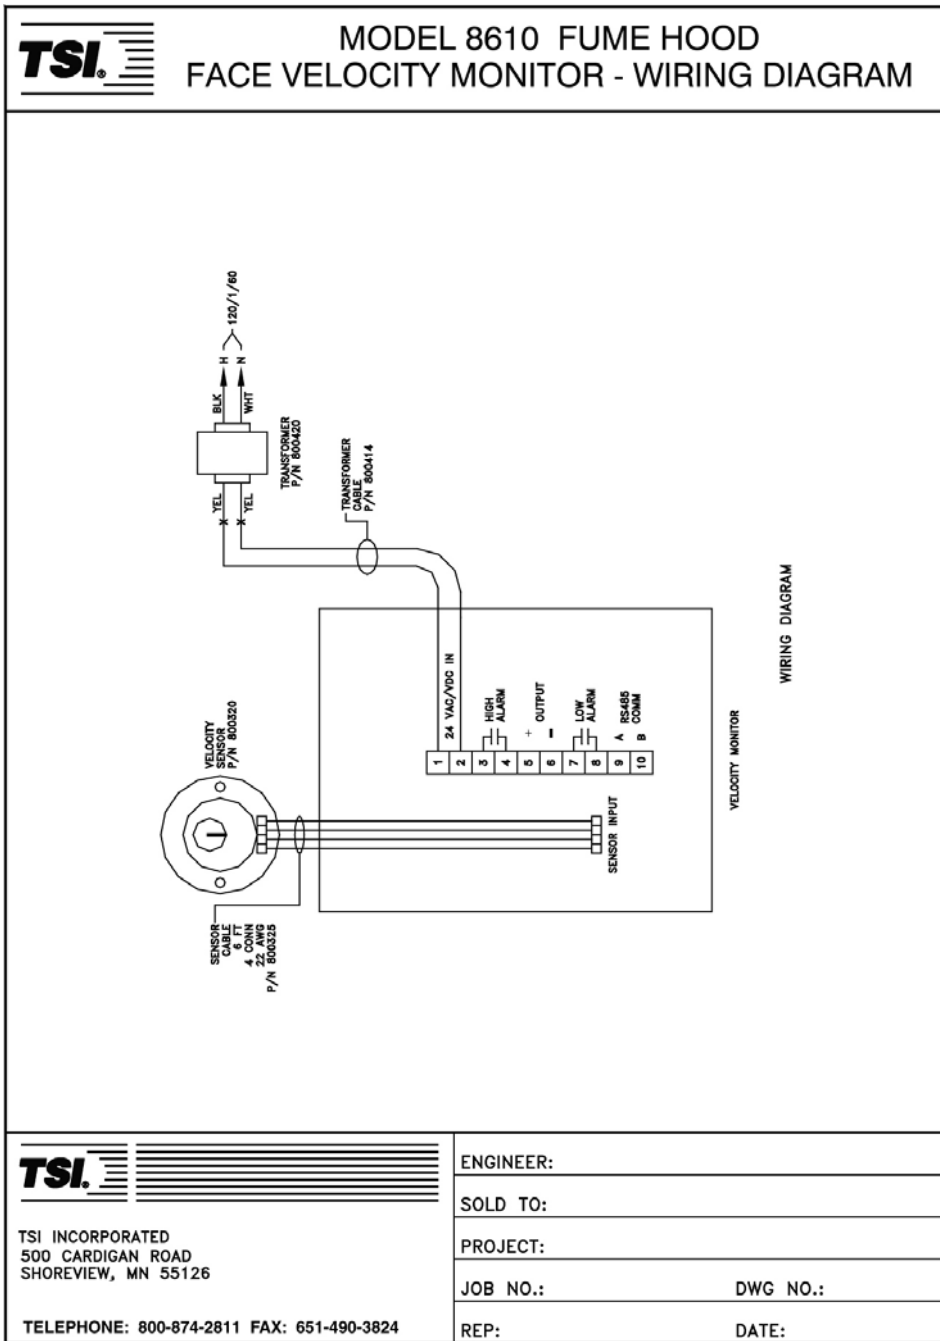 TSI
MODEL 8610 FUME HOOD
FACE VELOCITY MONITOR - WIRING DIAGRAM
120/1/60
H
N
BLK
WHT
TRANSFORMER
P/N 800420
YEL
YEL
X
X
TRANSFORMER
CABLE
P/N 800414
WIRING DIAGRAM
24 VAC/VDC IN
HIGH
ALARM
+
OUTPUT
-
LOW
ALARM
A RS485
B COMM
1
2
3
4
5
6
7
8
9
10
VELOCITY
SENSOR
P/N 800320
VELOCITY MONITOR
SENSOR INPUT
SENSOR
CABLE
6 FT
4 CONN
22 AWG
P/N 800325
TSI
TSI INCORPORATED
500 CARDIGAN ROAD
SHOREVIEW, MN 55126
TELEPHONE: 800-874-2811 FAX: 651-490-3824
ENGINEER:
SOLD TO:
PROJECT:
JOB NO.: DWG NO.:
REP: DATE: